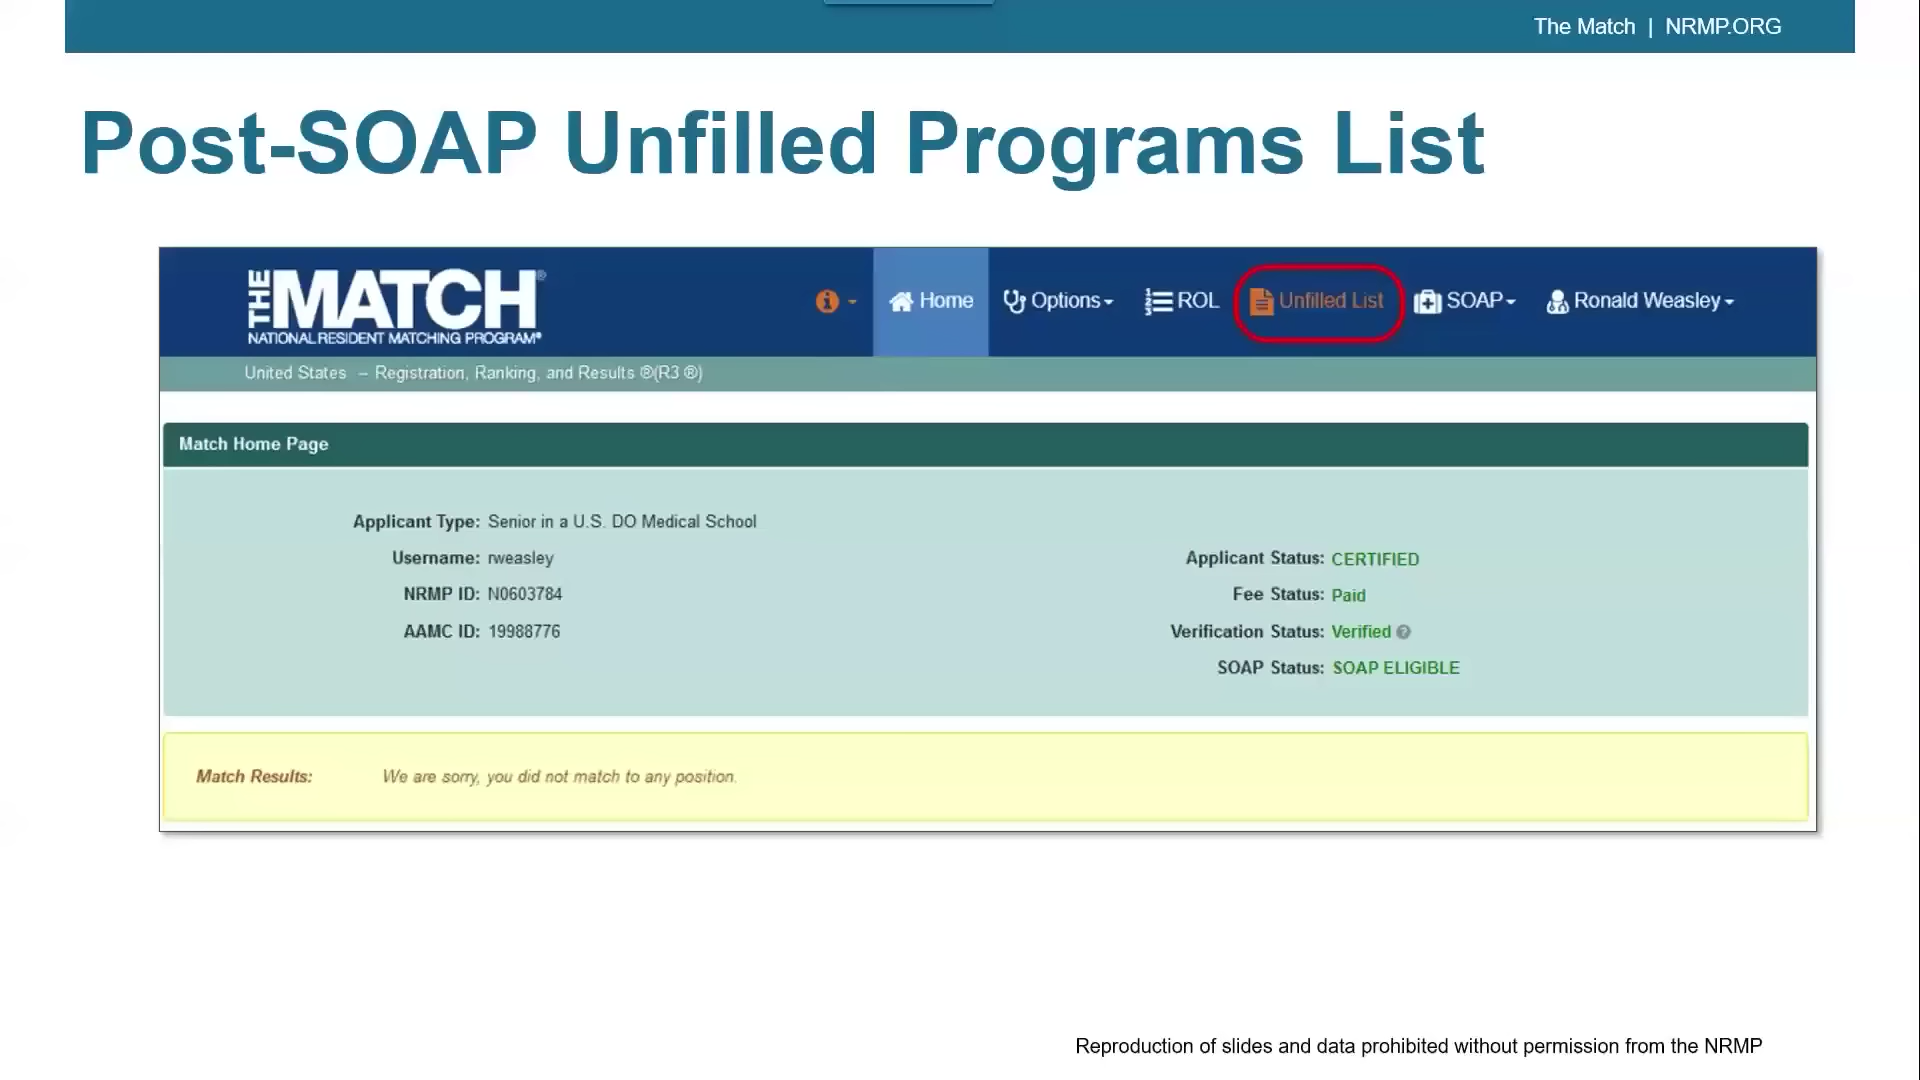 The Match | NRMP.ORG
Post-SOAP Unfilled Programs List
THE MATCH®
NATIONAL RESIDENT MATCHING PROGRAM®
Home Options ROL Unfilled List SOAP Ronald Weasley
United States – Registration, Ranking, and Results ®(R3 ®)
Match Home Page
Applicant Type: Senior in a U.S. DO Medical School
Username: rweasley
NRMP ID: N0603784
AAMC ID: 19988776
Applicant Status: CERTIFIED
Fee Status: Paid
Verification Status: Verified
SOAP Status: SOAP ELIGIBLE
Match Results: We are sorry, you did not match to any position.
Reproduction of slides and data prohibited without permission from the NRMP